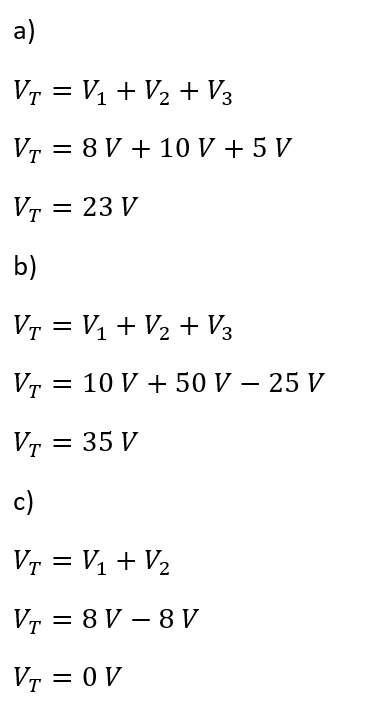 a)
V_T = V_1 + V_2 + V_3
V_T = 8 V + 10 V + 5 V
V_T = 23 V
b)
V_T = V_1 + V_2 + V_3
V_T = 10 V + 50 V − 25 V
V_T = 35 V
c)
V_T = V_1 + V_2
V_T = 8 V − 8 V
V_T = 0 V